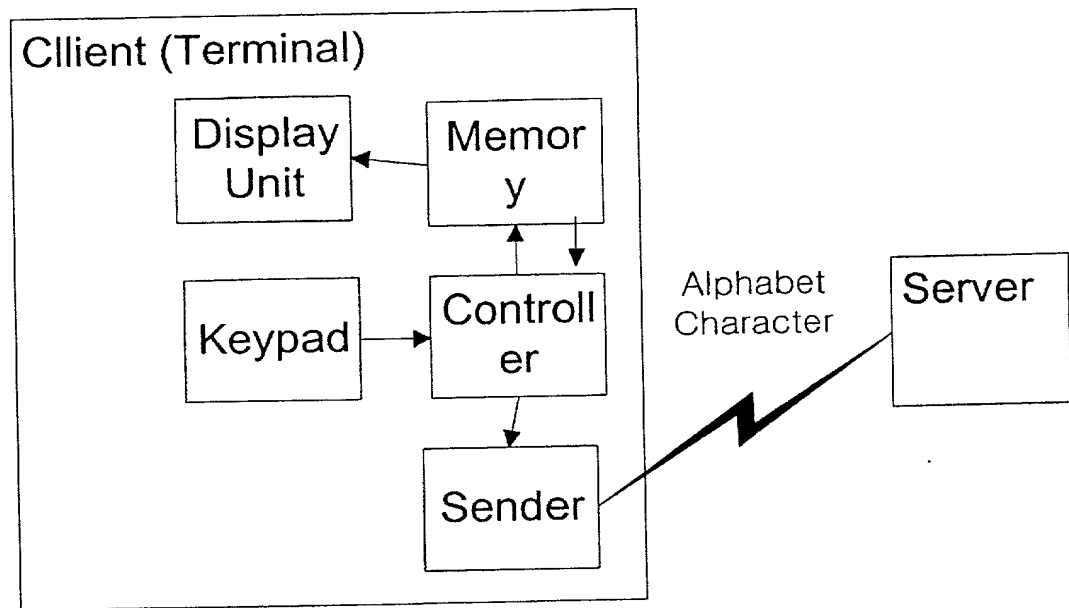 Cllient (Terminal)
Display
Unit
Memor
y
Keypad
Controll
er
Alphabet
Character
Server
Sender